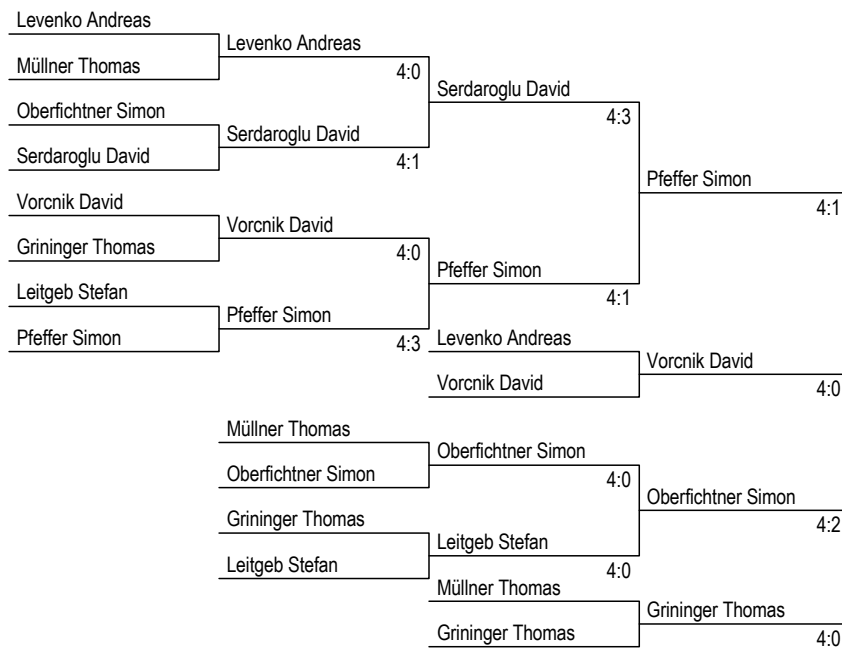 Levenko Andreas
Levenko Andreas
Müllner Thomas
4:0
Serdaroglu David
Oberfichtner Simon
4:3
Serdaroglu David
Serdaroglu David
4:1
Pfeffer Simon
Vorcnik David
4:1
Vorcnik David
Grininger Thomas
4:0
Pfeffer Simon
Leitgeb Stefan
4:1
Pfeffer Simon
Pfeffer Simon
4:3
Levenko Andreas
Vorcnik David
Vorcnik David
4:0
Müllner Thomas
Oberfichtner Simon
Oberfichtner Simon
4:0
Oberfichtner Simon
Grininger Thomas
4:2
Leitgeb Stefan
Leitgeb Stefan
4:0
Müllner Thomas
Grininger Thomas
Grininger Thomas
4:0